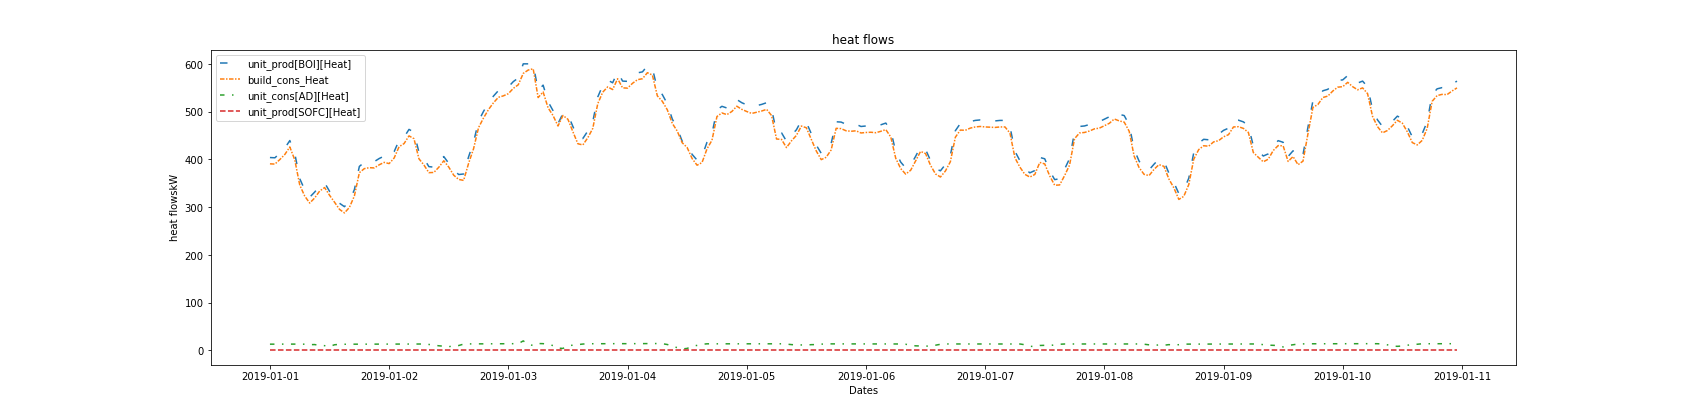 heat flows
unit_prod[BOI][Heat]
build_cons_Heat
unit_cons[AD][Heat]
unit_prod[SOFC][Heat]
heat flowskW
600
500
400
300
200
100
0
2019-01-01 2019-01-02 2019-01-03 2019-01-04 2019-01-05 2019-01-06 2019-01-07 2019-01-08 2019-01-09 2019-01-10 2019-01-11
Dates